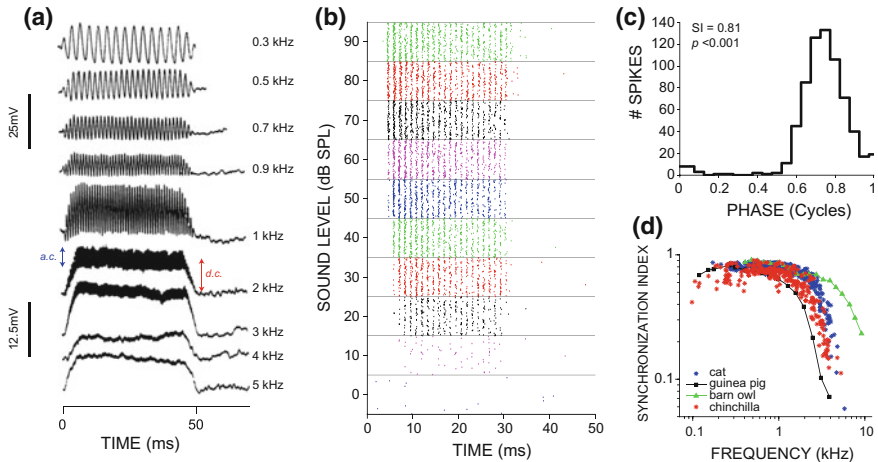 (a)
0.3 kHz
0.5 kHz
25mV
0.7 kHz
0.9 kHz
1 kHz
a.c.
d.c.
2 kHz
12.5mV
3 kHz
4 kHz
5 kHz
0 50
TIME (ms)
(b)
SOUND LEVEL (dB SPL)
90
80
70
60
50
40
30
20
10
0
0 10 20 30 40 50
TIME (ms)
(c)
# SPIKES
140
120
100
80
60
40
20
0
SI = 0.81
p <0.001
0 0.2 0.4 0.6 0.8 1
PHASE (Cycles)
(d)
SYNCHRONIZATION INDEX
1
0.1
cat
guinea pig
barn owl
chinchilla
0.1 1 10
FREQUENCY (kHz)